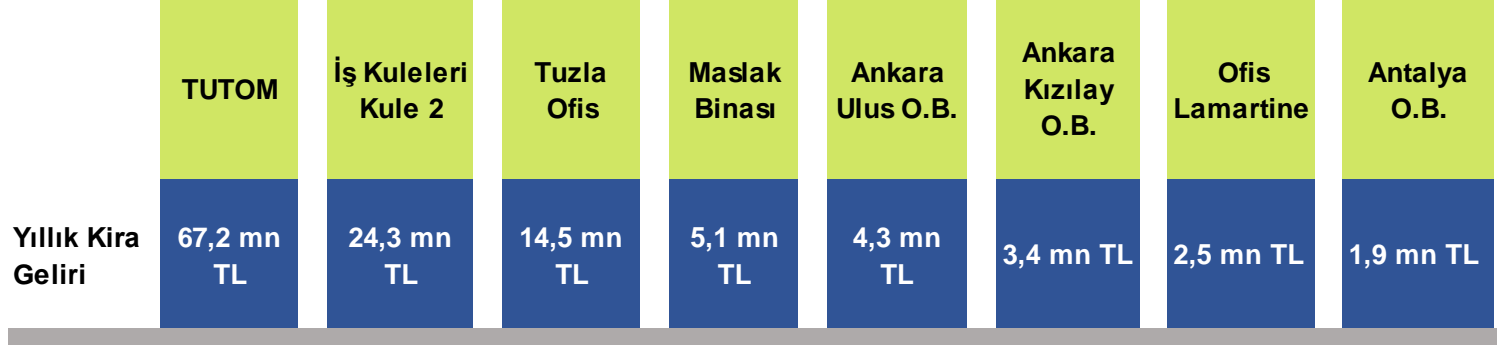 TUTOM
İş Kuleleri
Kule 2
Tuzla
Ofis
Maslak
Binası
Ankara
Ulus O.B.
Ankara
Kızılay
O.B.
Ofis
Lamartine
Antalya
O.B.
Yıllık Kira
Geliri
67,2 mn
TL
24,3 mn
TL
14,5 mn
TL
5,1 mn
TL
4,3 mn
TL
3,4 mn TL
2,5 mn TL
1,9 mn TL